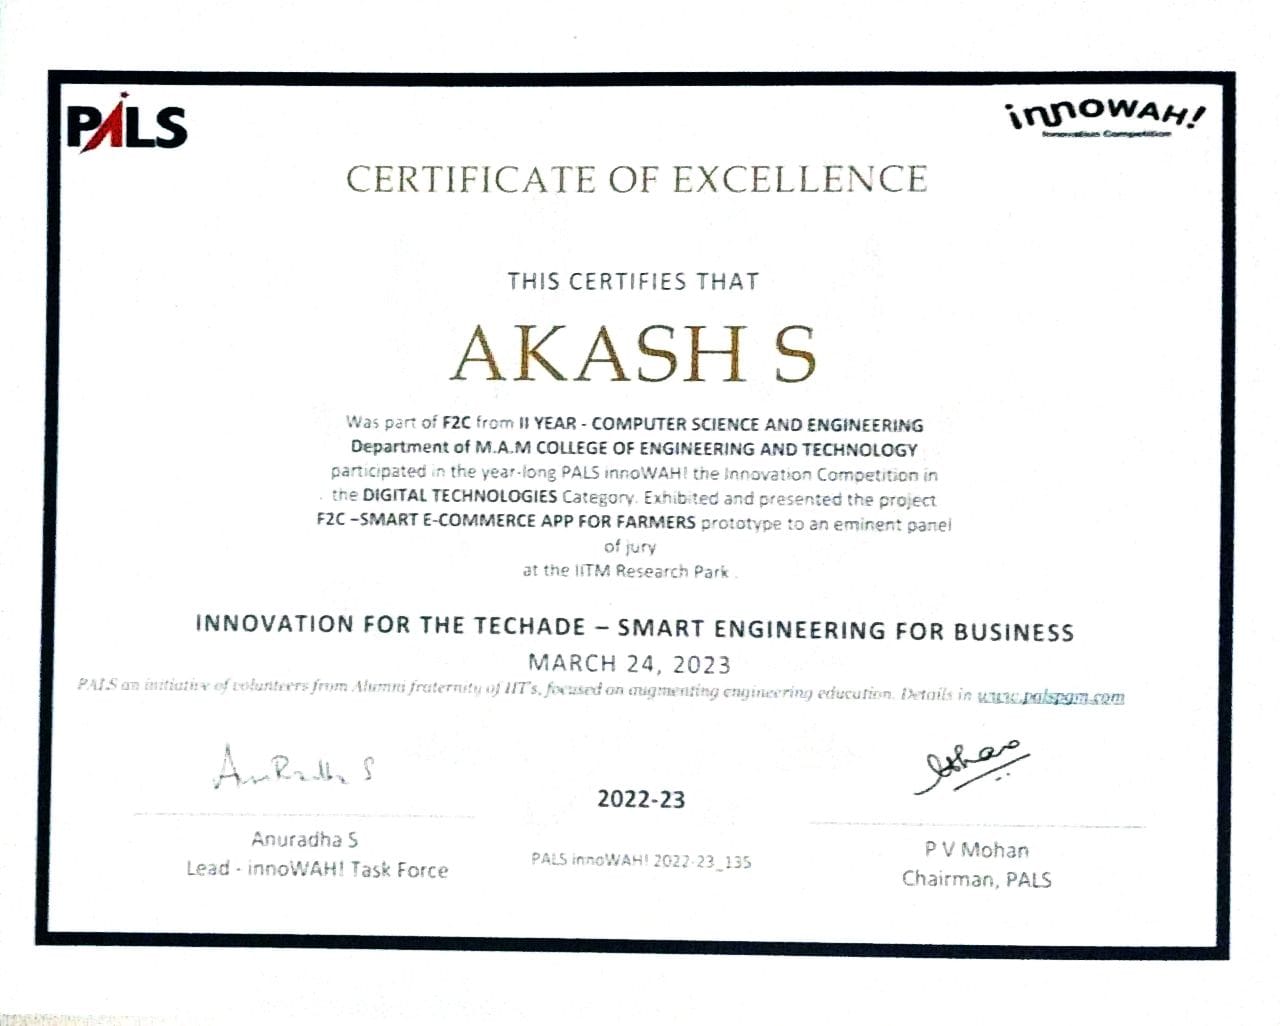 PALS
innOWAH!
Innovation Competition
CERTIFICATE OF EXCELLENCE
THIS CERTIFIES THAT
AKASH S
Was part of F2C from II YEAR - COMPUTER SCIENCE AND ENGINEERING
Department of M.A.M COLLEGE OF ENGINEERING AND TECHNOLOGY
participated in the year-long PALS innoWAH! the Innovation Competition in
the DIGITAL TECHNOLOGIES Category. Exhibited and presented the project
F2C –SMART E-COMMERCE APP FOR FARMERS prototype to an eminent panel
of jury
at the IITM Research Park .
INNOVATION FOR THE TECHADE – SMART ENGINEERING FOR BUSINESS
MARCH 24, 2023
PALS an initiative of volunteers from Alumni fraternity of IIT's, focused on augmenting engineering education. Details in www.palspgm.com
AnuRadha S
2022-23
Anuradha S
Lead - innoWAH! Task Force
PALS innoWAH! 2022-23_135
P V Mohan
Chairman, PALS